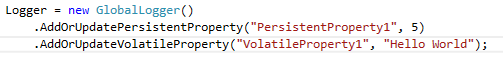 Logger = new GlobalLogger()
.AddOrUpdatePersistentProperty("PersistentProperty1", 5)
.AddOrUpdateVolatileProperty("VolatileProperty1", "Hello World");